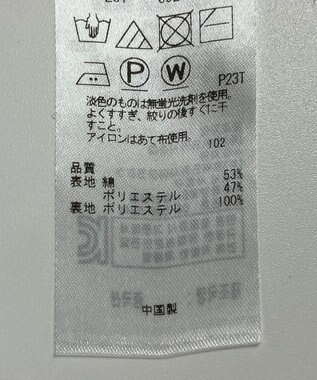 P
W
P23T
淡色のものは無蛍光洗剤を使用。
よくすすぎ、絞りの後すぐに干
すこと。
アイロンはあて布使用。
102
品質
表地 綿 53%
ポリエステル 47%
裏地 ポリエステル 100%
中国製